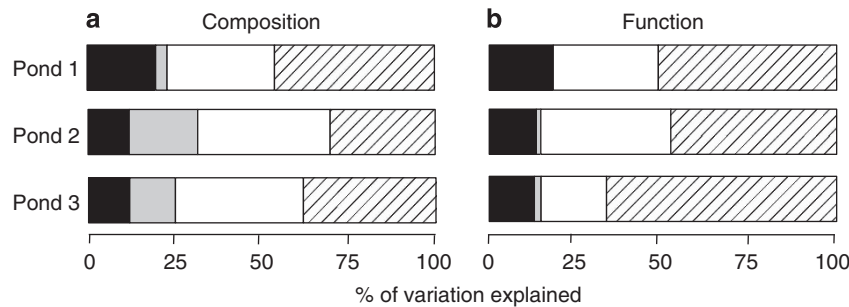 a Composition b Function
Pond 1
Pond 2
Pond 3
0 25 50 75 100 0 25 50 75 100
% of variation explained